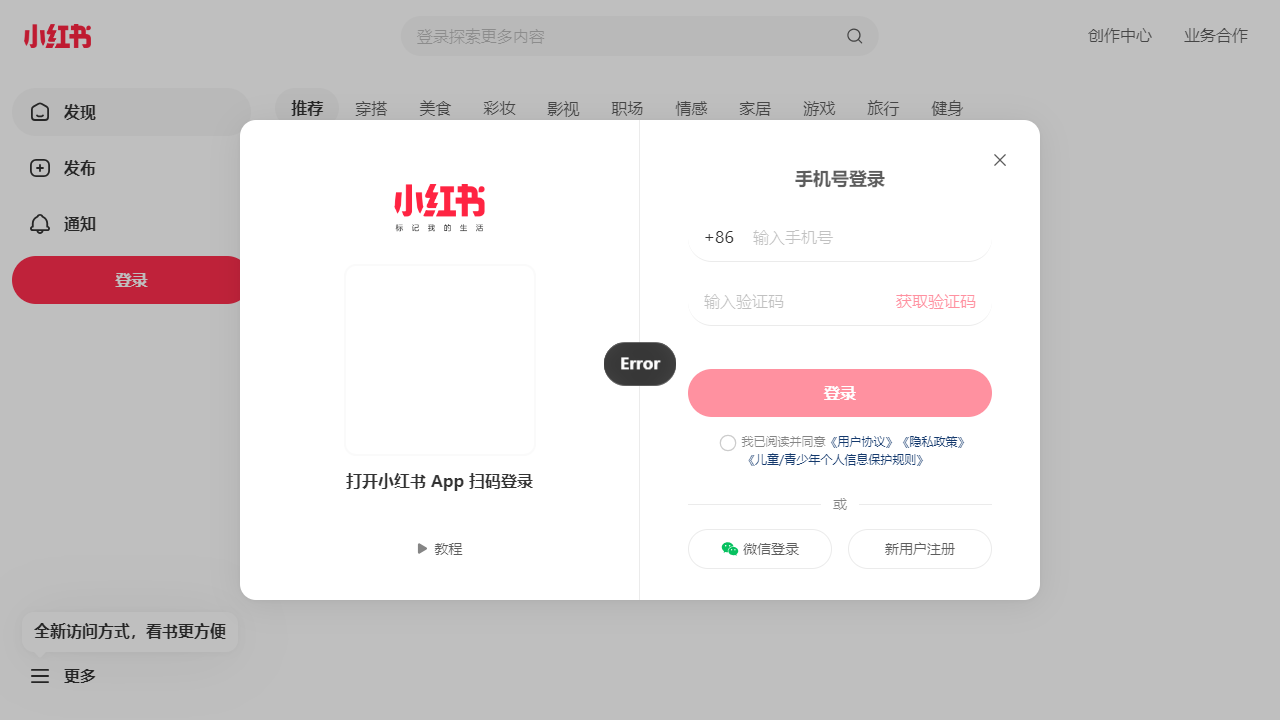 小红书
登录探索更多内容
创作中心
业务合作
发现
发布
通知
登录
推荐
穿搭
美食
彩妆
影视
职场
情感
家居
游戏
旅行
健身
小红书
标记我的生活
打开小红书 App 扫码登录
教程
Error
手机号登录
+86 输入手机号
输入验证码 获取验证码
登录
我已阅读并同意《用户协议》《隐私政策》
《儿童/青少年个人信息保护规则》
或
微信登录
新用户注册
全新访问方式，看书更方便
更多